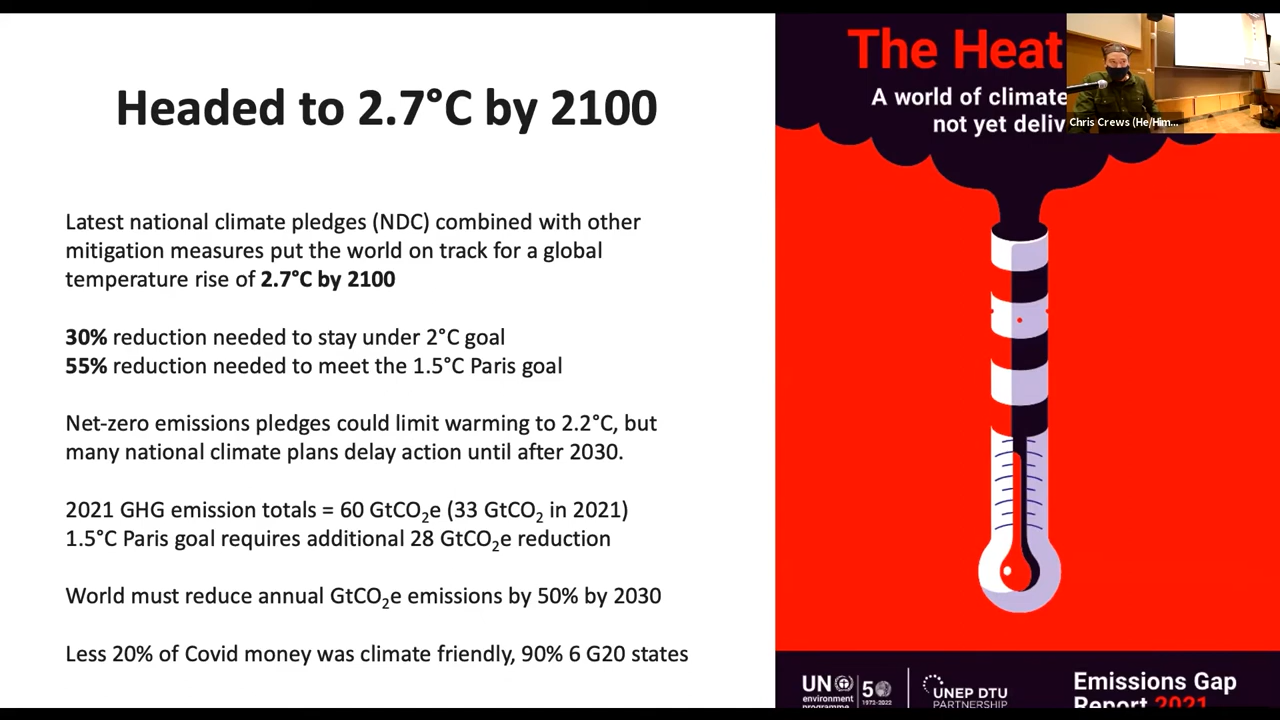 Headed to 2.7°C by 2100
Latest national climate pledges (NDC) combined with other
mitigation measures put the world on track for a global
temperature rise of 2.7°C by 2100
30% reduction needed to stay under 2°C goal
55% reduction needed to meet the 1.5°C Paris goal
Net-zero emissions pledges could limit warming to 2.2°C, but
many national climate plans delay action until after 2030.
2021 GHG emission totals = 60 GtCO₂e (33 GtCO₂ in 2021)
1.5°C Paris goal requires additional 28 GtCO₂e reduction
World must reduce annual GtCO₂e emissions by 50% by 2030
Less 20% of Covid money was climate friendly, 90% 6 G20 states
The Heat
A world of climate
not yet deliv
Chris Crews (He/Him...
UN
environment
programme
50
1972-2022
UNEP DTU
PARTNERSHIP
Emissions Gap
Report 2021